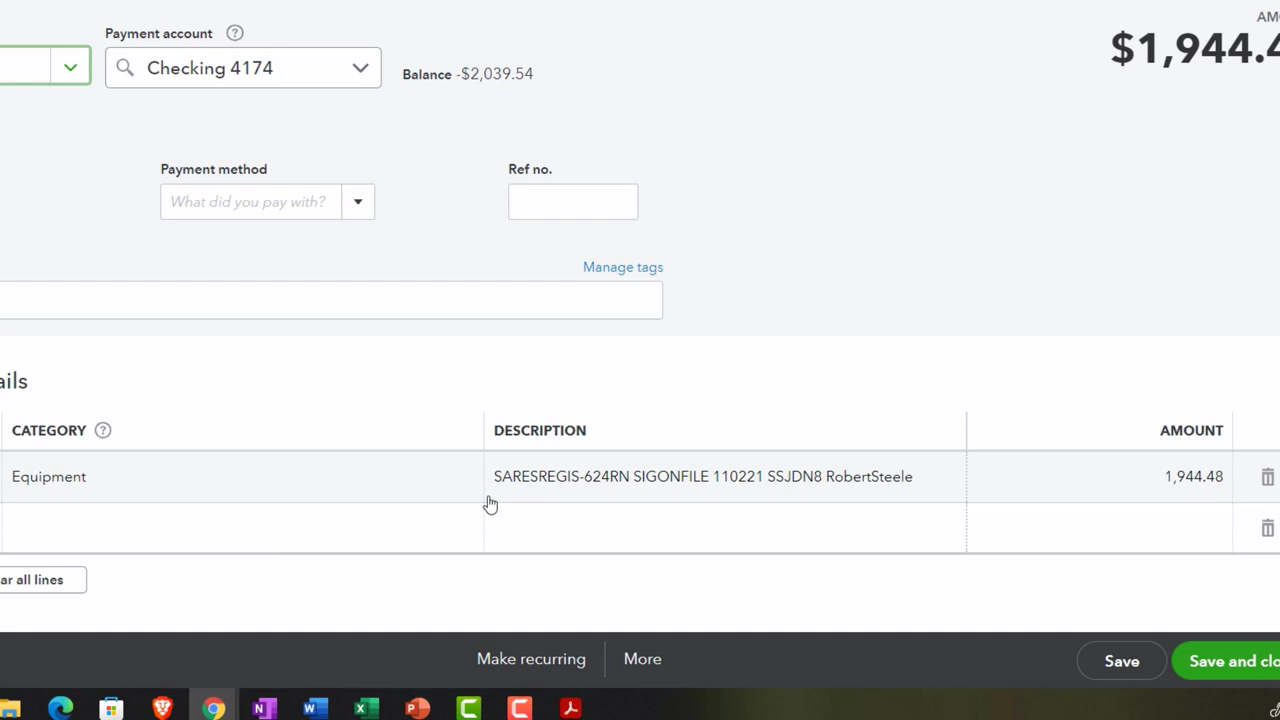 AMO
Payment account ?
$1,944.4
Checking 4174
Balance -$2,039.54
Payment method
Ref no.
What did you pay with?
Manage tags
ails
CATEGORY ?
DESCRIPTION
AMOUNT
Equipment
SARESREGIS-624RN SIGONFILE 110221 SSJDN8 RobertSteele
1,944.48
ar all lines
Make recurring
More
Save
Save and clo